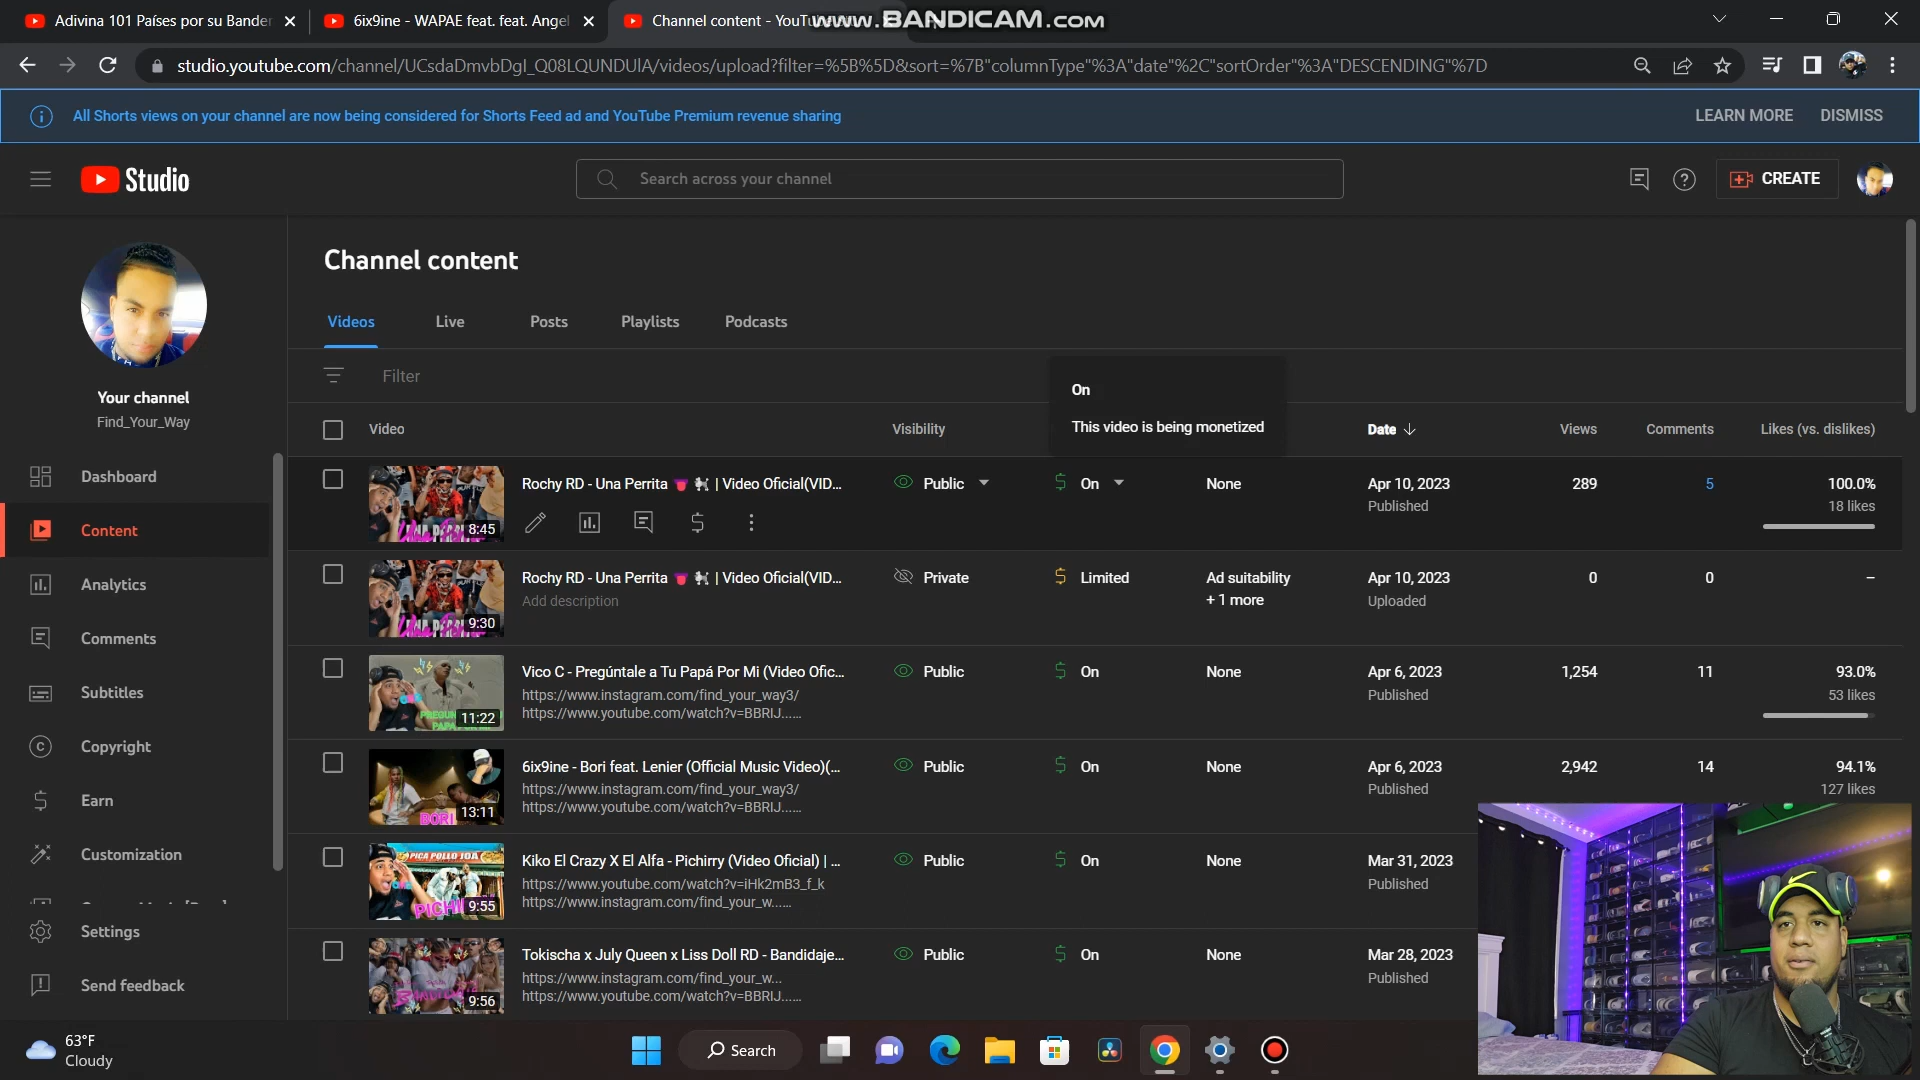 Adivina 101 Países por su Bander
6ix9ine - WAPAE feat. feat. Angel
Channel content - YouTu
www.BANDICAM.com
studio.youtube.com/channel/UCsdaDmvbDgI_Q08LQUNDUlA/videos/upload?filter=%5B%5D&sort=%7B"columnType"%3A"date"%2C"sortOrder"%3A"DESCENDING"%7D
All Shorts views on your channel are now being considered for Shorts Feed ad and YouTube Premium revenue sharing
LEARN MORE
DISMISS
Studio
Search across your channel
CREATE
Channel content
Videos
Live
Posts
Playlists
Podcasts
Filter
On
This video is being monetized
Your channel
Find_Your_Way
Dashboard
Content
Analytics
Comments
Subtitles
Copyright
Earn
Customization
Settings
Send feedback
Video
Visibility
Date
Views
Comments
Likes (vs. dislikes)
8:45
Rochy RD - Una Perrita 👅 🐩 | Video Oficial(VID...
Public
On
None
Apr 10, 2023
Published
289
5
100.0%
18 likes
9:30
Rochy RD - Una Perrita 👅 🐩 | Video Oficial(VID...
Add description
Private
Limited
Ad suitability
+ 1 more
Apr 10, 2023
Uploaded
0
0
–
11:22
Vico C - Pregúntale a Tu Papá Por Mi (Video Ofic...
https://www.instagram.com/find_your_way3/
https://www.youtube.com/watch?v=BBRIJ......
Public
On
None
Apr 6, 2023
Published
1,254
11
93.0%
53 likes
BORI
13:11
6ix9ine - Bori feat. Lenier (Official Music Video)(...
https://www.instagram.com/find_your_way3/
https://www.youtube.com/watch?v=BBRIJ......
Public
On
None
Apr 6, 2023
Published
2,942
14
94.1%
127 likes
PICA POLLO JOA
PICHI
9:55
Kiko El Crazy X El Alfa - Pichirry (Video Oficial) | ...
https://www.youtube.com/watch?v=iHk2mB3_f_k
https://www.instagram.com/find_your_w......
Public
On
None
Mar 31, 2023
Published
9:56
Tokischa x July Queen x Liss Doll RD - Bandidaje...
https://www.instagram.com/find_your_w...
https://www.youtube.com/watch?v=BBRIJ......
Public
On
None
Mar 28, 2023
Published
63°F
Cloudy
Search